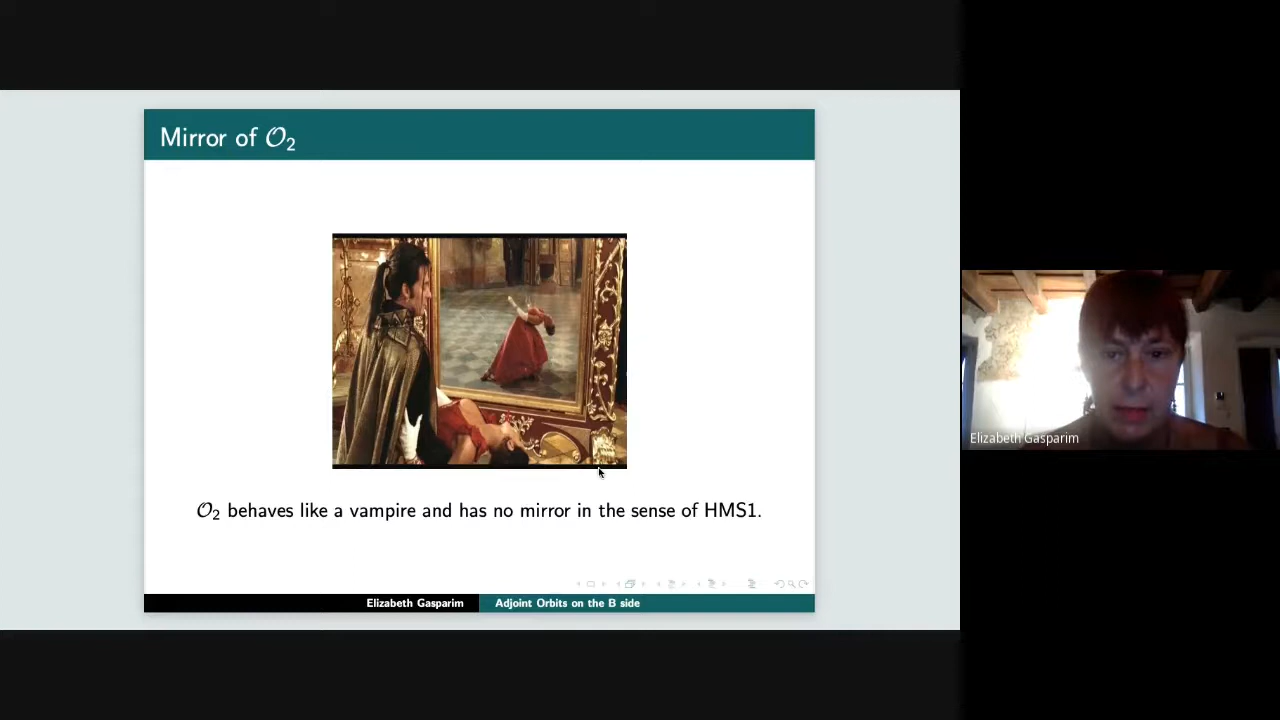 Mirror of 𝒪₂
𝒪₂ behaves like a vampire and has no mirror in the sense of HMS1.
Elizabeth Gasparim
Adjoint Orbits on the B side
Elizabeth Gasparim